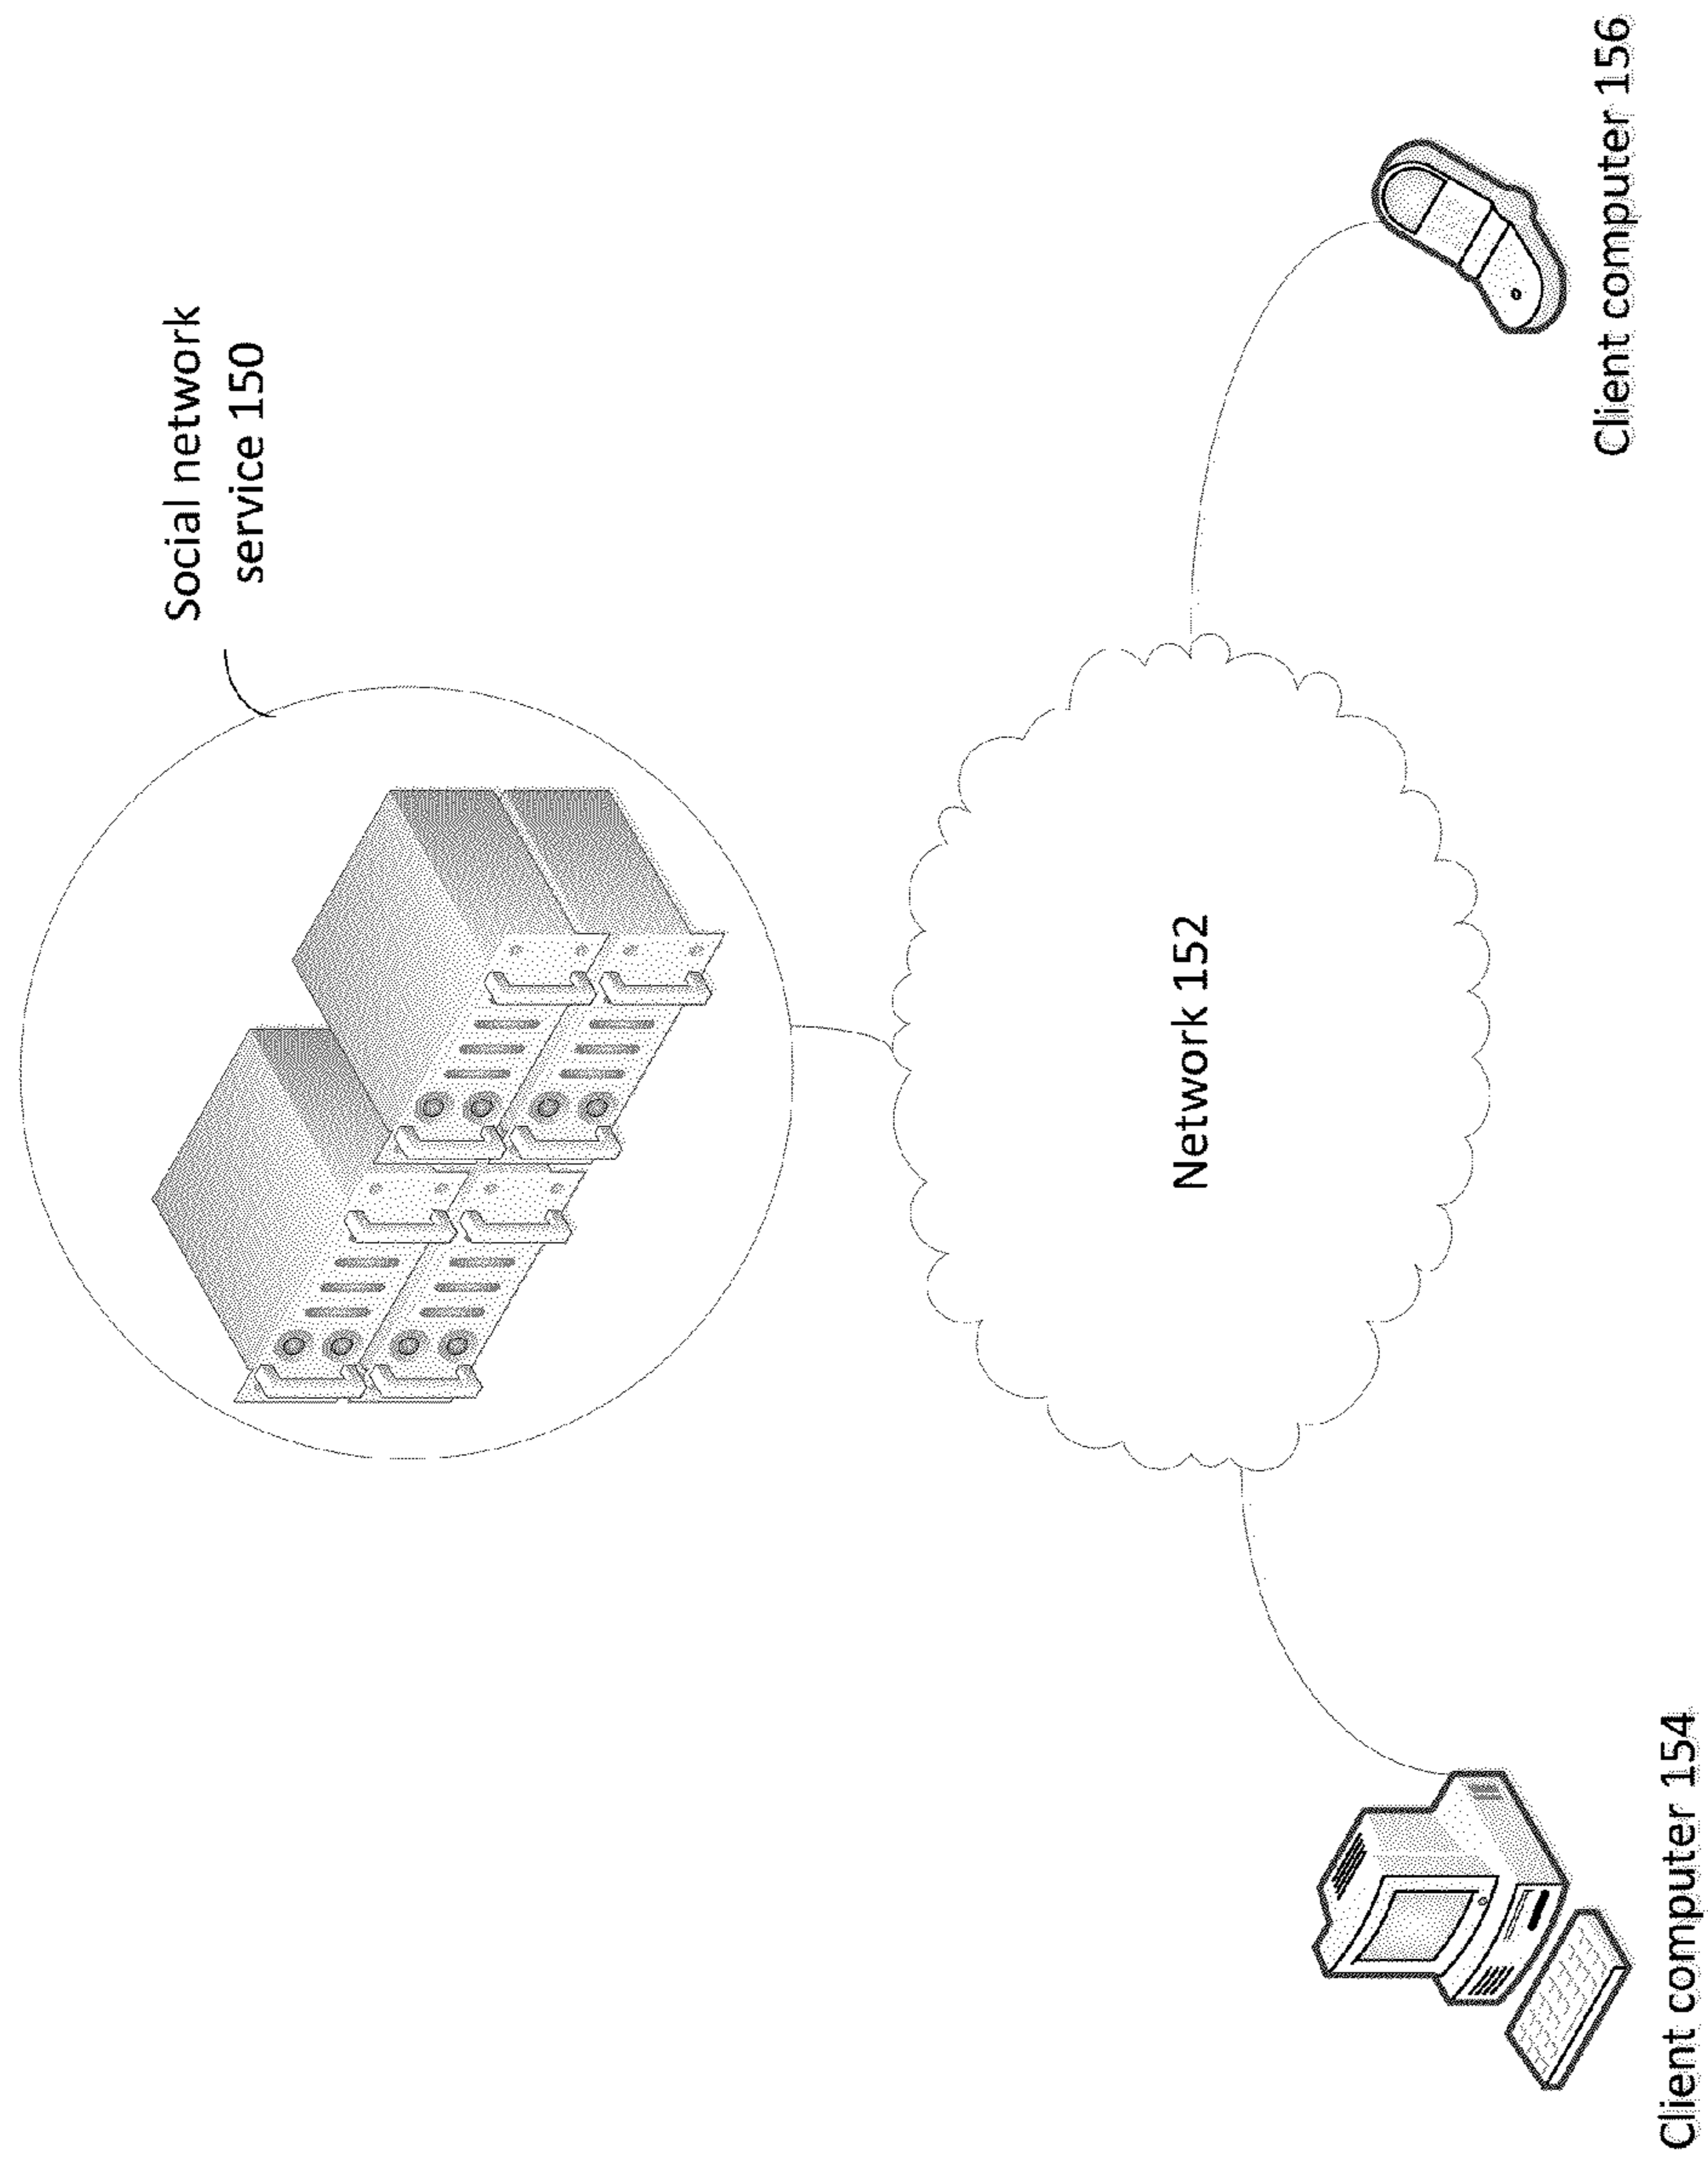 Social network
service 150
Network 152
Client computer 154
Client computer 156